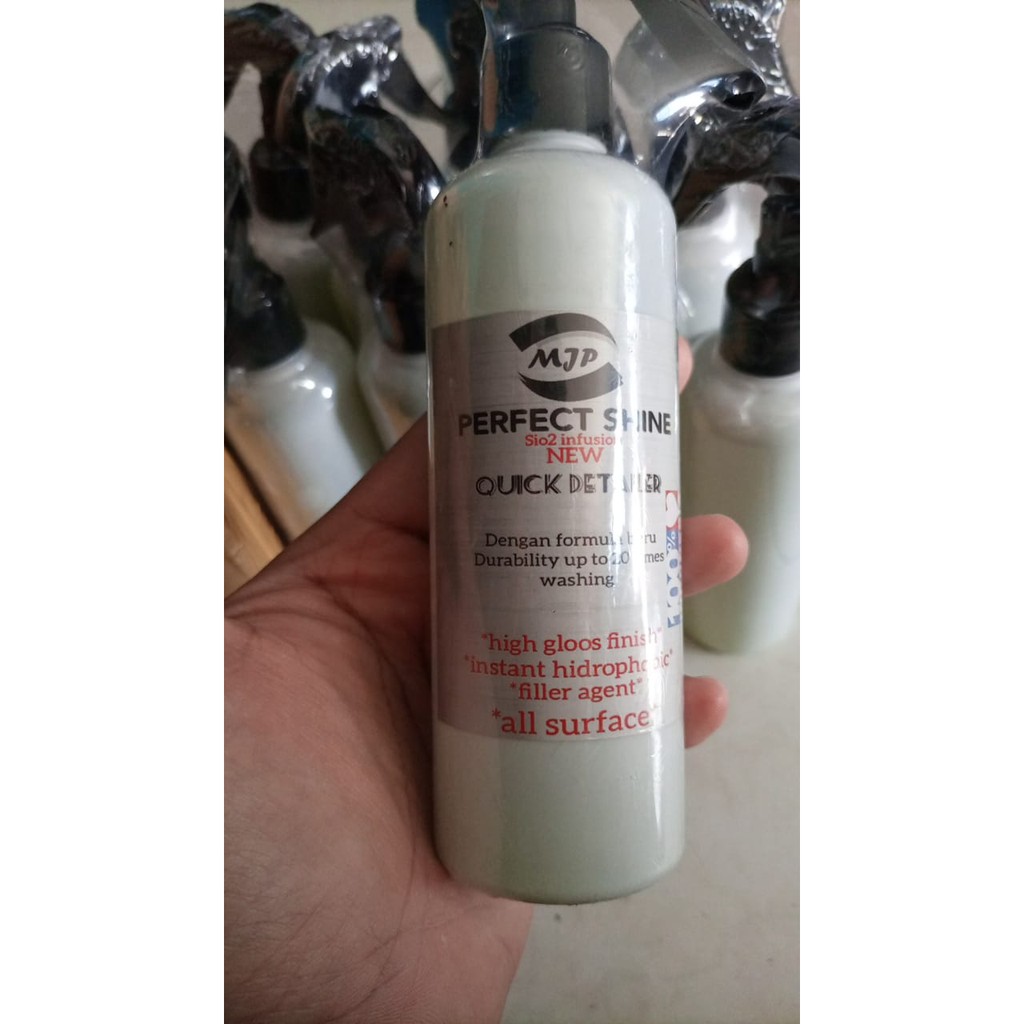 MJP
PERFECT SHINE
Sio2 infusion
NEW
QUICK DETAILER
Dengan formula baru
Durability up to 20 times
washing
*high gloos finish*
*instant hidrophobic*
*filler agent*
*all surface*